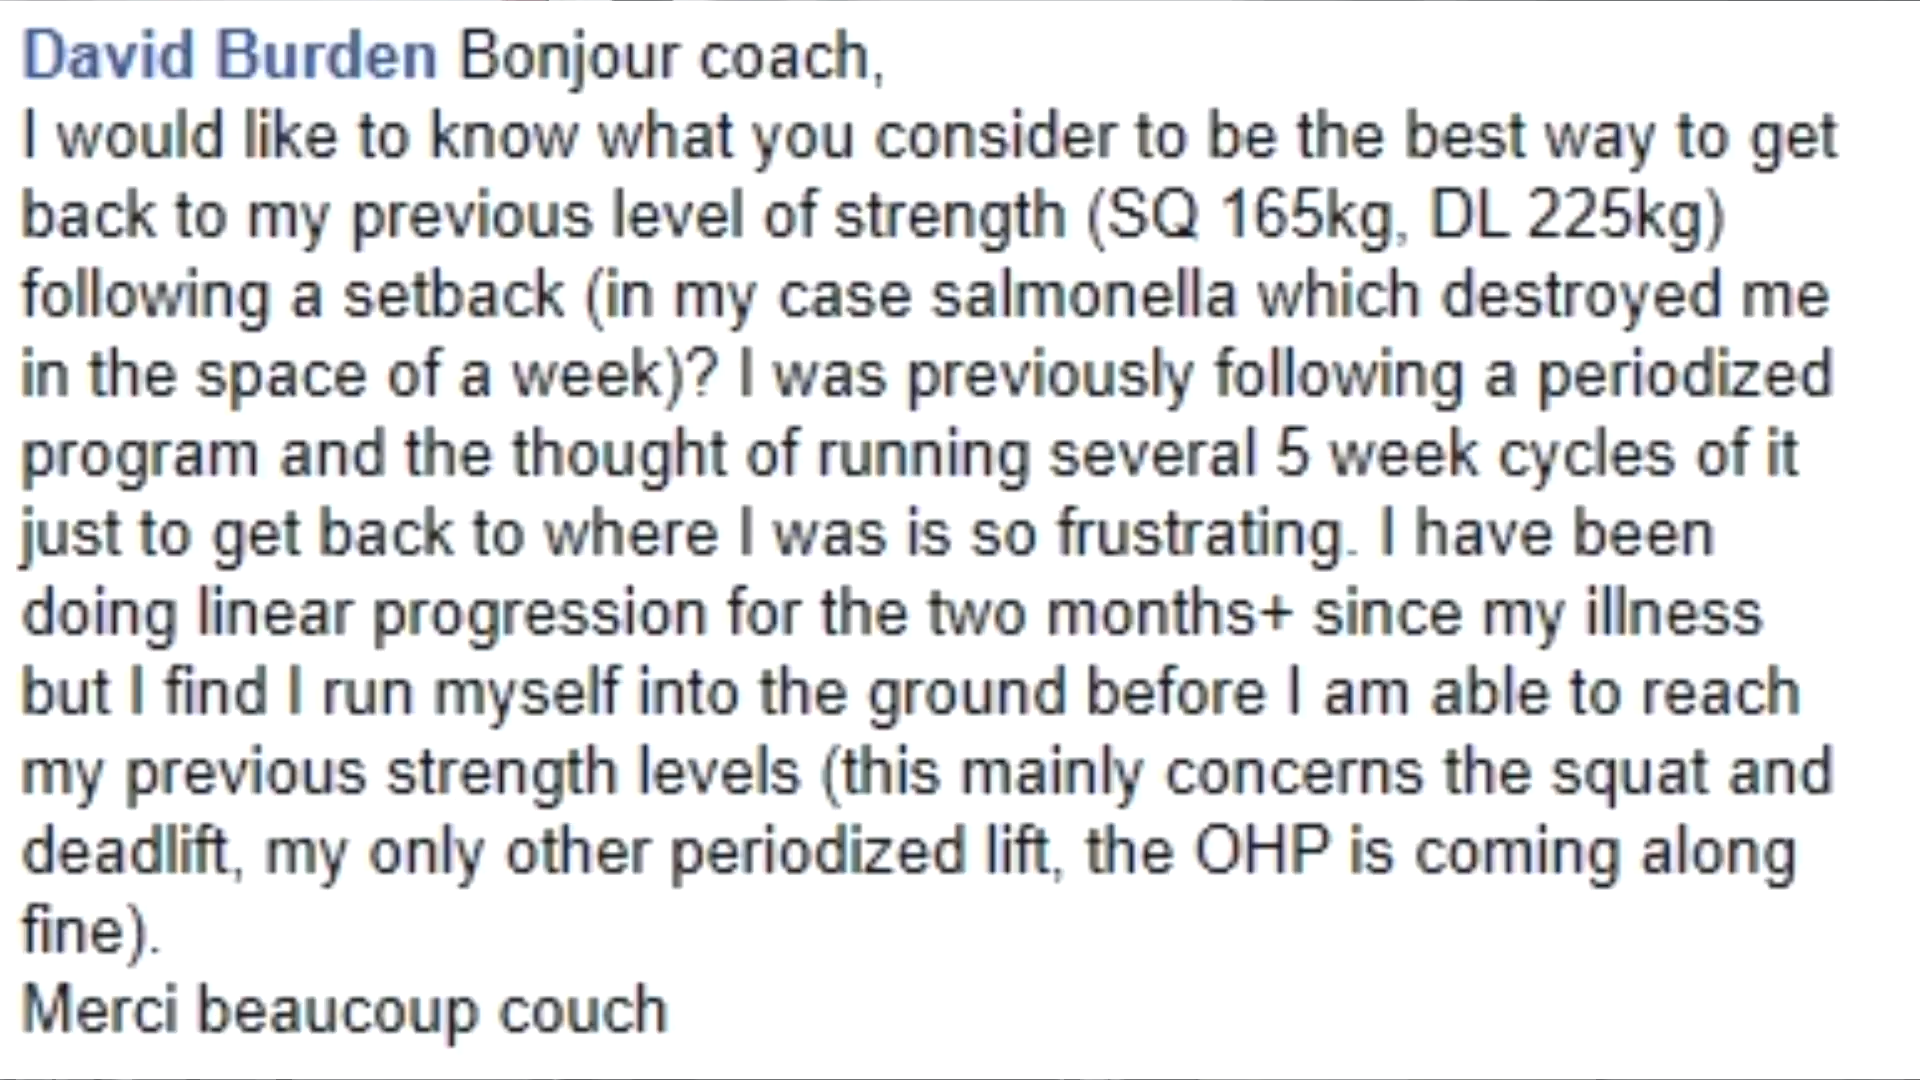 David Burden Bonjour coach,
I would like to know what you consider to be the best way to get
back to my previous level of strength (SQ 165kg, DL 225kg)
following a setback (in my case salmonella which destroyed me
in the space of a week)? I was previously following a periodized
program and the thought of running several 5 week cycles of it
just to get back to where I was is so frustrating. I have been
doing linear progression for the two months+ since my illness
but I find I run myself into the ground before I am able to reach
my previous strength levels (this mainly concerns the squat and
deadlift, my only other periodized lift, the OHP is coming along
fine).
Merci beaucoup couch